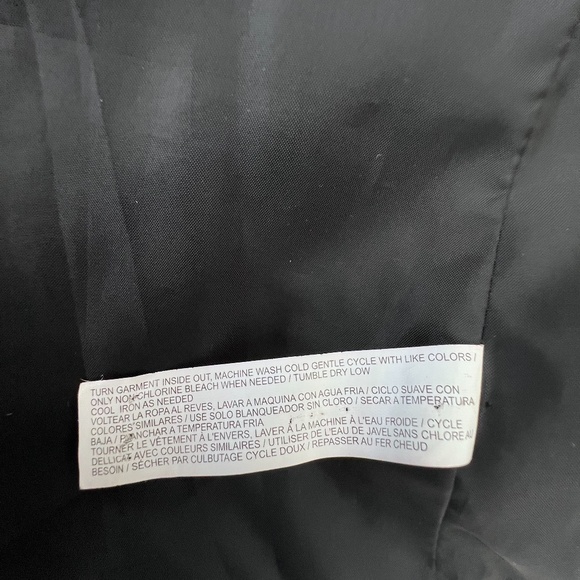 TURN GARMENT INSIDE OUT, MACHINE WASH COLD GENTLE CYCLE WITH LIKE COLORS /
ONLY NON-CHLORINE BLEACH WHEN NEEDED / TUMBLE DRY LOW
COOL IRON AS NEEDED
VOLTEAR LA ROPA AL REVES, LAVAR A MAQUINA CON AGUA FRIA / CICLO SUAVE CON
COLORES SIMILARES / USE SOLO BLANQUEADOR SIN CLORO / SECAR A TEMPERATURA
BAJA / PLANCHAR A TEMPERATURA FRIA
TOURNER LE VÊTEMENT À L'ENVERS, LAVER À LA MACHINE À L'EAU FROIDE / CYCLE
DELICAT AVEC COULEURS SIMILAIRES / UTILISER DE L'EAU DE JAVEL SANS CHLORE AU
BESOIN / SÉCHER PAR CULBUTAGE CYCLE DOUX / REPASSER AU FER CHEUD